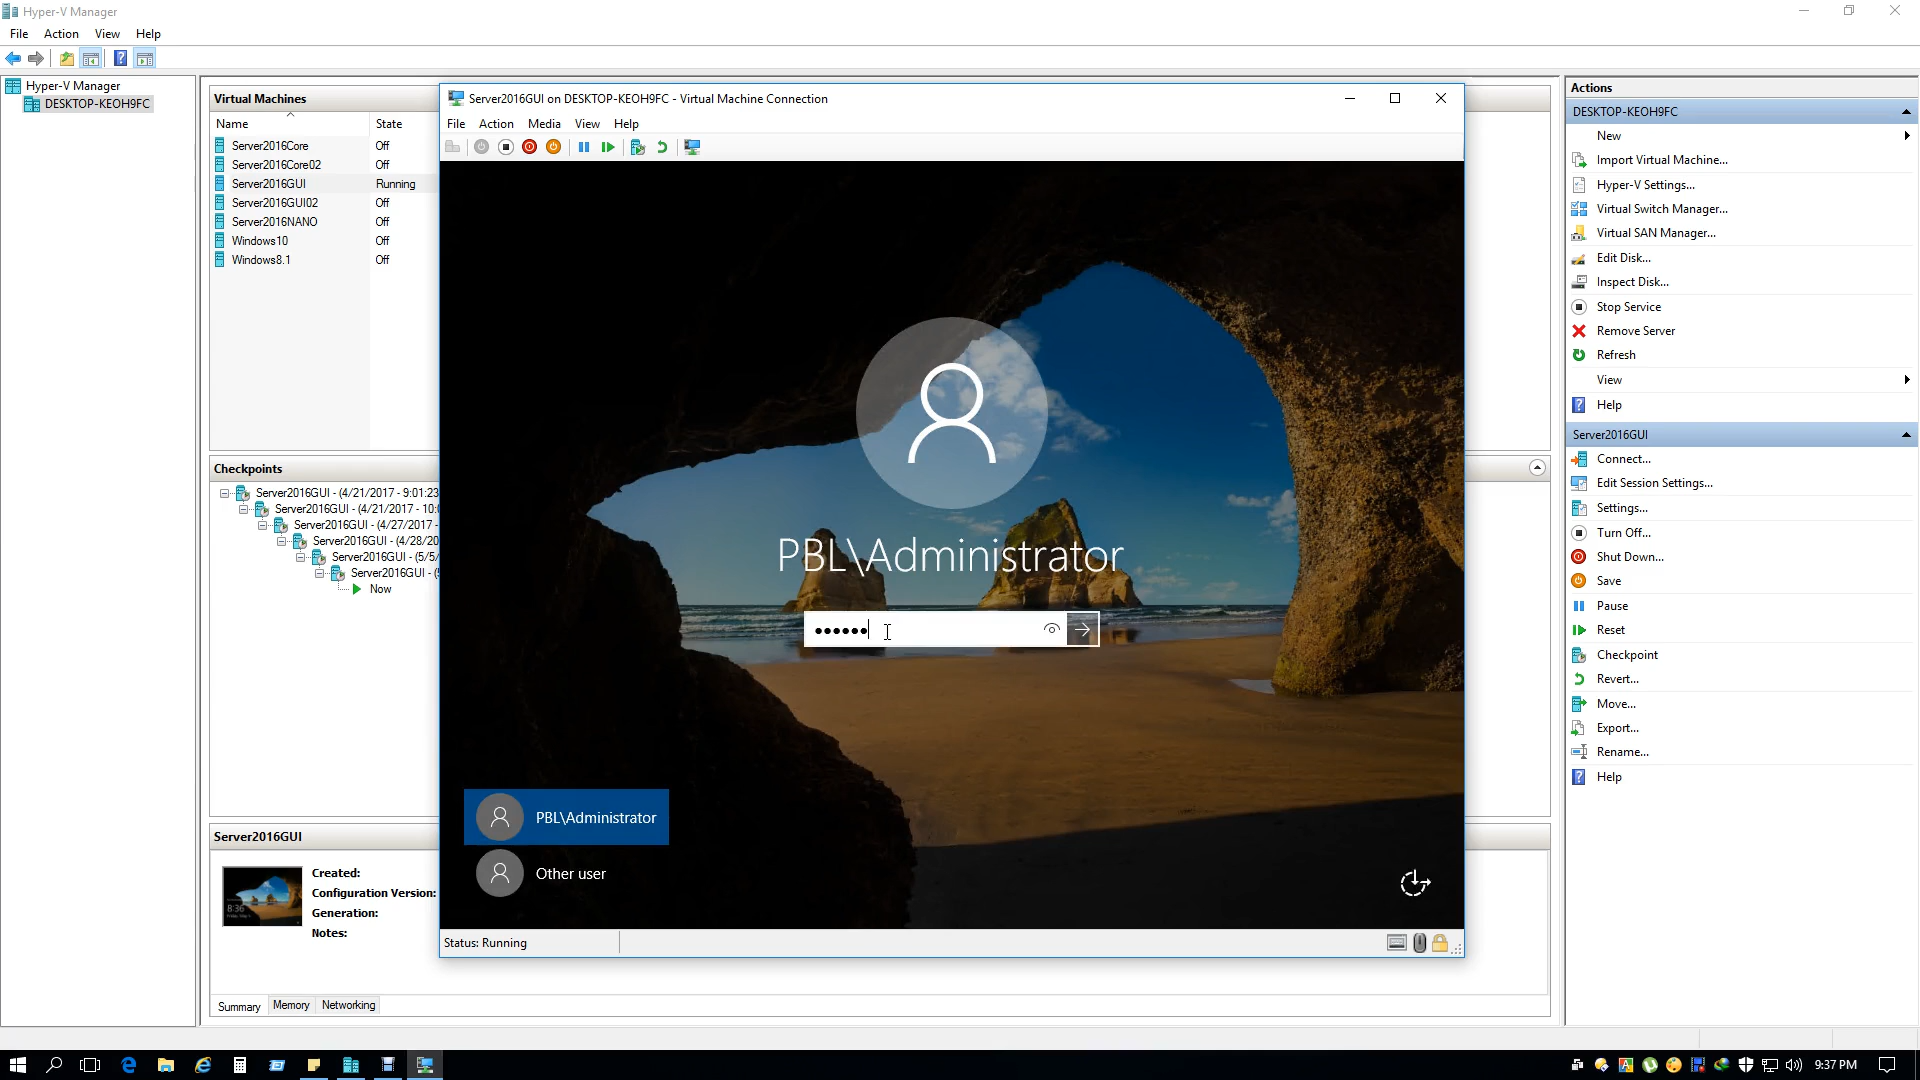 Hyper-V Manager
File Action View Help
Hyper-V Manager
DESKTOP-KEOH9FC
Virtual Machines
Name State
Server2016Core Off
Server2016Core02 Off
Server2016GUI Running
Server2016GUI02 Off
Server2016NANO Off
Windows10 Off
Windows8.1 Off
Checkpoints
Server2016GUI - (4/21/2017 - 9:01:23
Server2016GUI - (4/21/2017 - 10:
Server2016GUI - (4/27/2017 -
Server2016GUI - (4/28/20
Server2016GUI - (5/5/
Server2016GUI - (
Now
Server2016GUI
Created:
Configuration Version:
Generation:
Notes:
8:36
Summary Memory Networking
Server2016GUI on DESKTOP-KEOH9FC - Virtual Machine Connection
File Action Media View Help
PBL\Administrator
PBL\Administrator
Other user
Status: Running
Actions
DESKTOP-KEOH9FC
New
Import Virtual Machine...
Hyper-V Settings...
Virtual Switch Manager...
Virtual SAN Manager...
Edit Disk...
Inspect Disk...
Stop Service
Remove Server
Refresh
View
Help
Server2016GUI
Connect...
Edit Session Settings...
Settings...
Turn Off...
Shut Down...
Save
Pause
Reset
Checkpoint
Revert...
Move...
Export...
Rename...
Help
9:37 PM